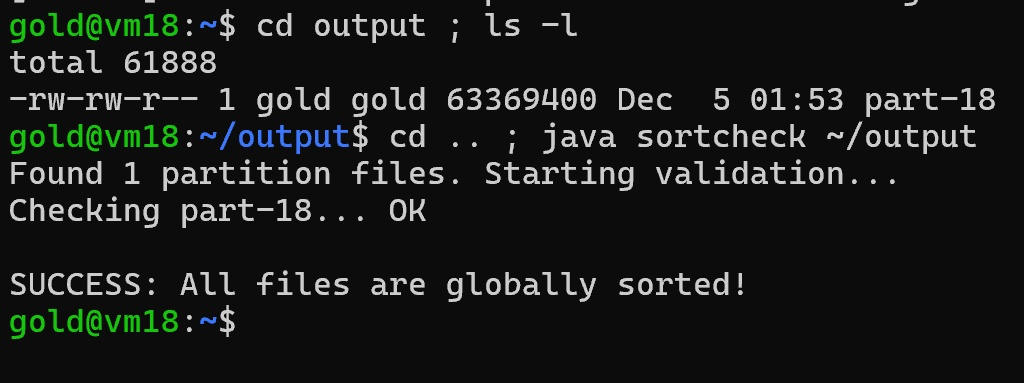 gold@vm18:~$ cd output ; ls -l
total 61888
-rw-rw-r-- 1 gold gold 63369400 Dec  5 01:53 part-18
gold@vm18:~/output$ cd .. ; java sortcheck ~/output
Found 1 partition files. Starting validation...
Checking part-18... OK
SUCCESS: All files are globally sorted!
gold@vm18:~$